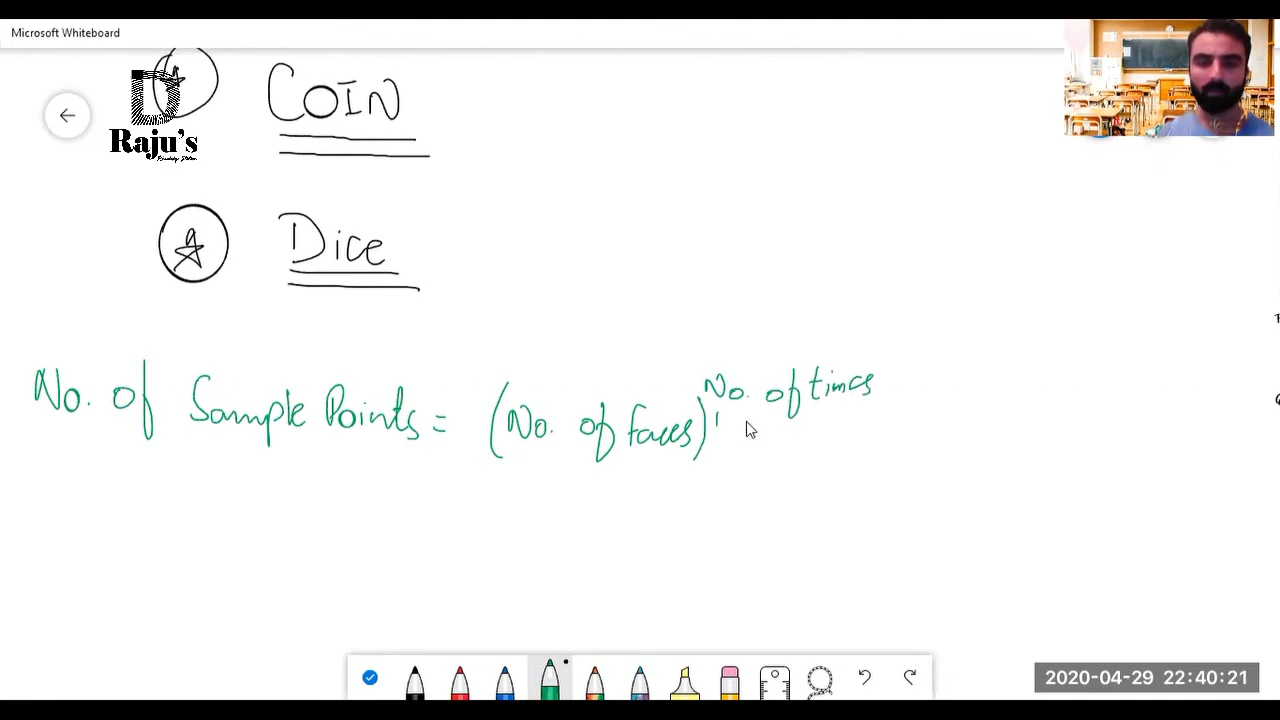 Microsoft Whiteboard
COIN
Raju's
Dice
No. of Sample Points = (No. of faces)^No. of times
2020-04-29 22:40:21